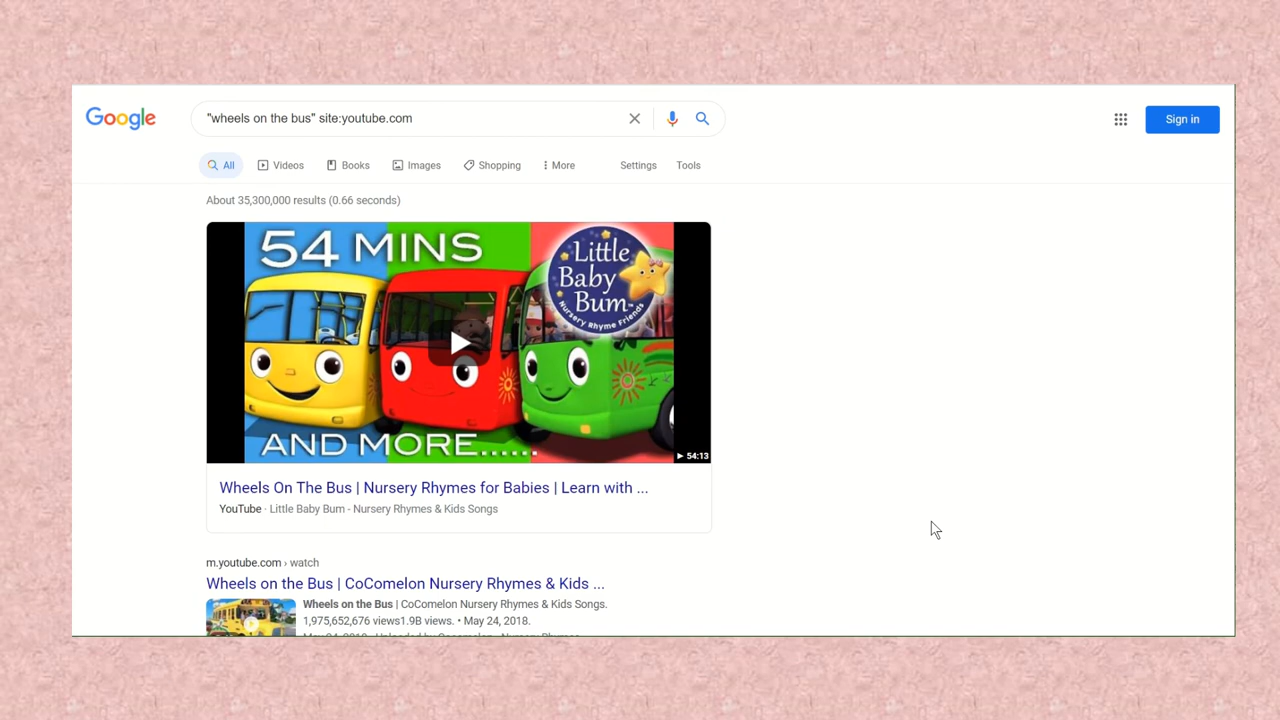 Google
"wheels on the bus" site:youtube.com
Sign in
All Videos Books Images Shopping More Settings Tools
About 35,300,000 results (0.66 seconds)
54 MINS
Little
Baby
Bum
Nursery Rhyme Friends
AND MORE......
54:13
Wheels On The Bus | Nursery Rhymes for Babies | Learn with ...
YouTube · Little Baby Bum - Nursery Rhymes & Kids Songs
m.youtube.com › watch
Wheels on the Bus | CoComelon Nursery Rhymes & Kids ...
Wheels on the Bus | CoComelon Nursery Rhymes & Kids Songs.
1,975,652,676 views1.9B views. • May 24, 2018.